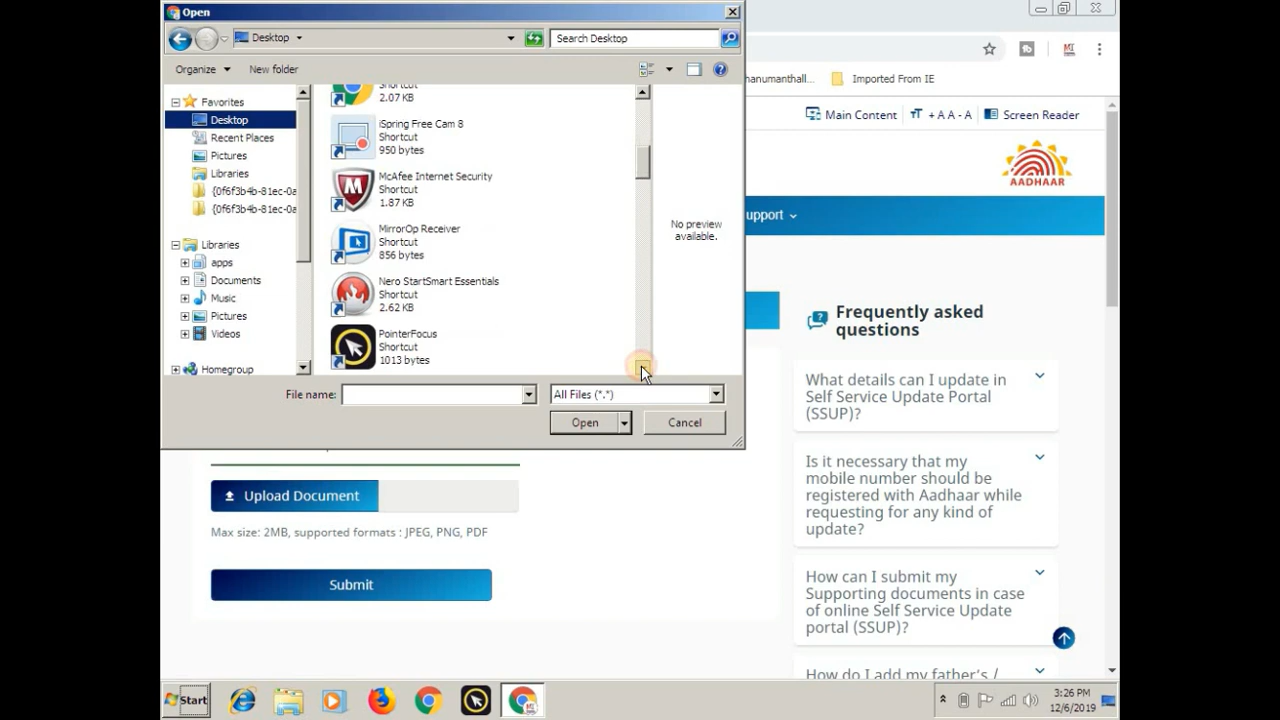 Open
Desktop
Search Desktop
Organize
New folder
hanumanthall...
Imported From IE
Favorites
Desktop
Recent Places
Pictures
Libraries
{0f6f3b4b-81ec-0a
{0f6f3b4b-81ec-0a
Libraries
apps
Documents
Music
Pictures
Videos
Homegroup
Shortcut
2.07 KB
iSpring Free Cam 8
Shortcut
950 bytes
McAfee Internet Security
Shortcut
1.87 KB
MirrorOp Receiver
Shortcut
856 bytes
Nero StartSmart Essentials
Shortcut
2.62 KB
PointerFocus
Shortcut
1013 bytes
No preview
available.
File name:
All Files (*.*)
Open
Cancel
Main Content
+ A A - A
Screen Reader
AADHAAR
upport
Frequently asked
questions
What details can I update in
Self Service Update Portal
(SSUP)?
Is it necessary that my
mobile number should be
registered with Aadhaar while
requesting for any kind of
update?
How can I submit my
Supporting documents in case
of online Self Service Update
portal (SSUP)?
How do I add my father's /
Upload Document
Max size: 2MB, supported formats : JPEG, PNG, PDF
Submit
Start
3:26 PM
12/6/2019